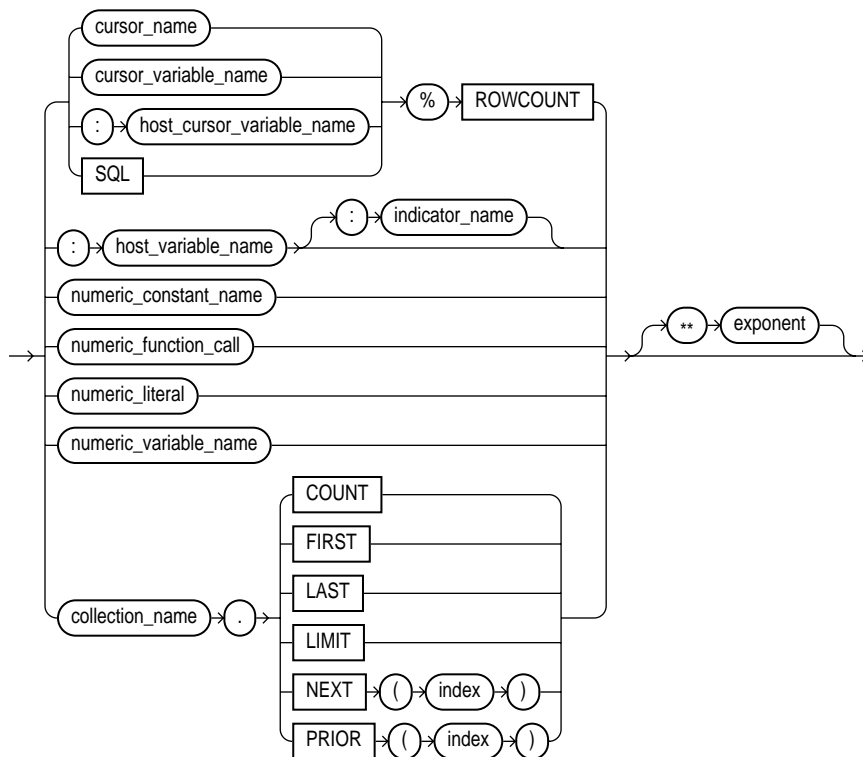 cursor_name
cursor_variable_name
% ROWCOUNT
: host_cursor_variable_name
SQL
: indicator_name
: host_variable_name
numeric_constant_name
** exponent
numeric_function_call
numeric_literal
numeric_variable_name
COUNT
FIRST
LAST
collection_name .
LIMIT
NEXT ( index )
PRIOR ( index )